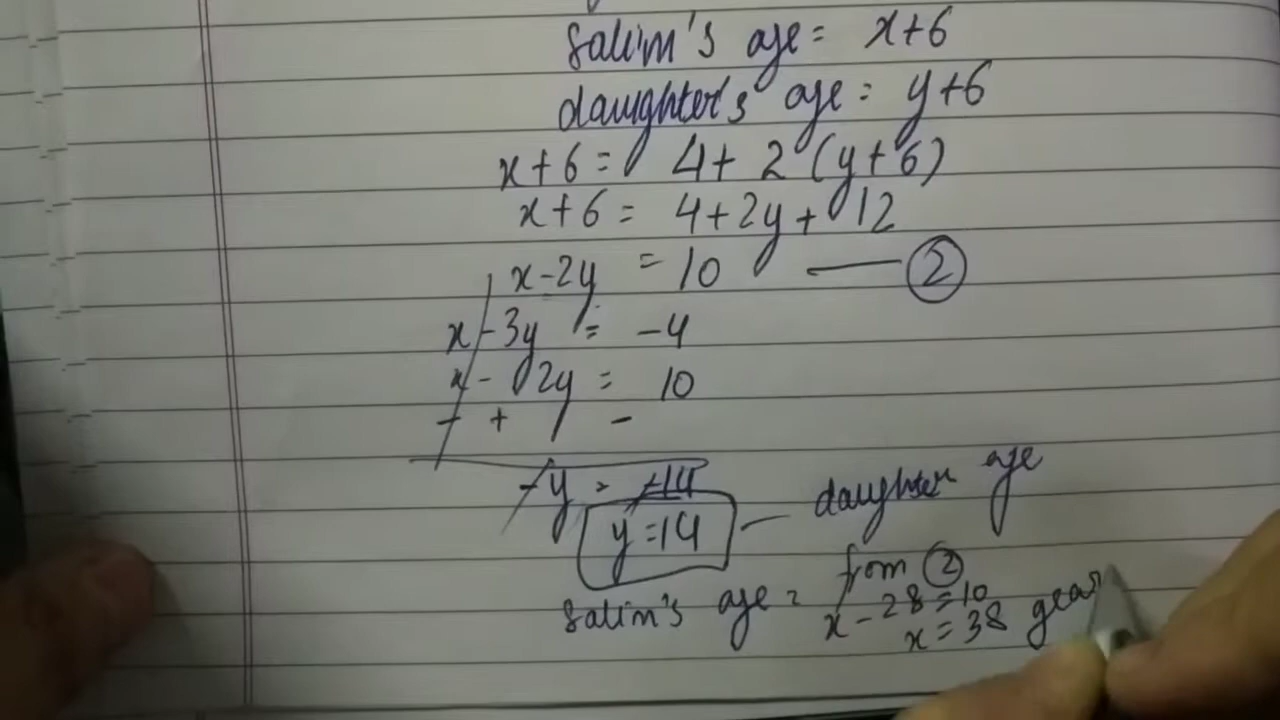 Salim's age = x+6
daughter's age = y+6
x+6 = 4+ 2 (y+6)
x+6 = 4+2y+ 12
x-2y = 10 — ②
x-3y = -4
x- 2y = 10
- + -
-y = -14
y=14 — daughter age
from ②
Salim's age = x-28=10
x=38 years